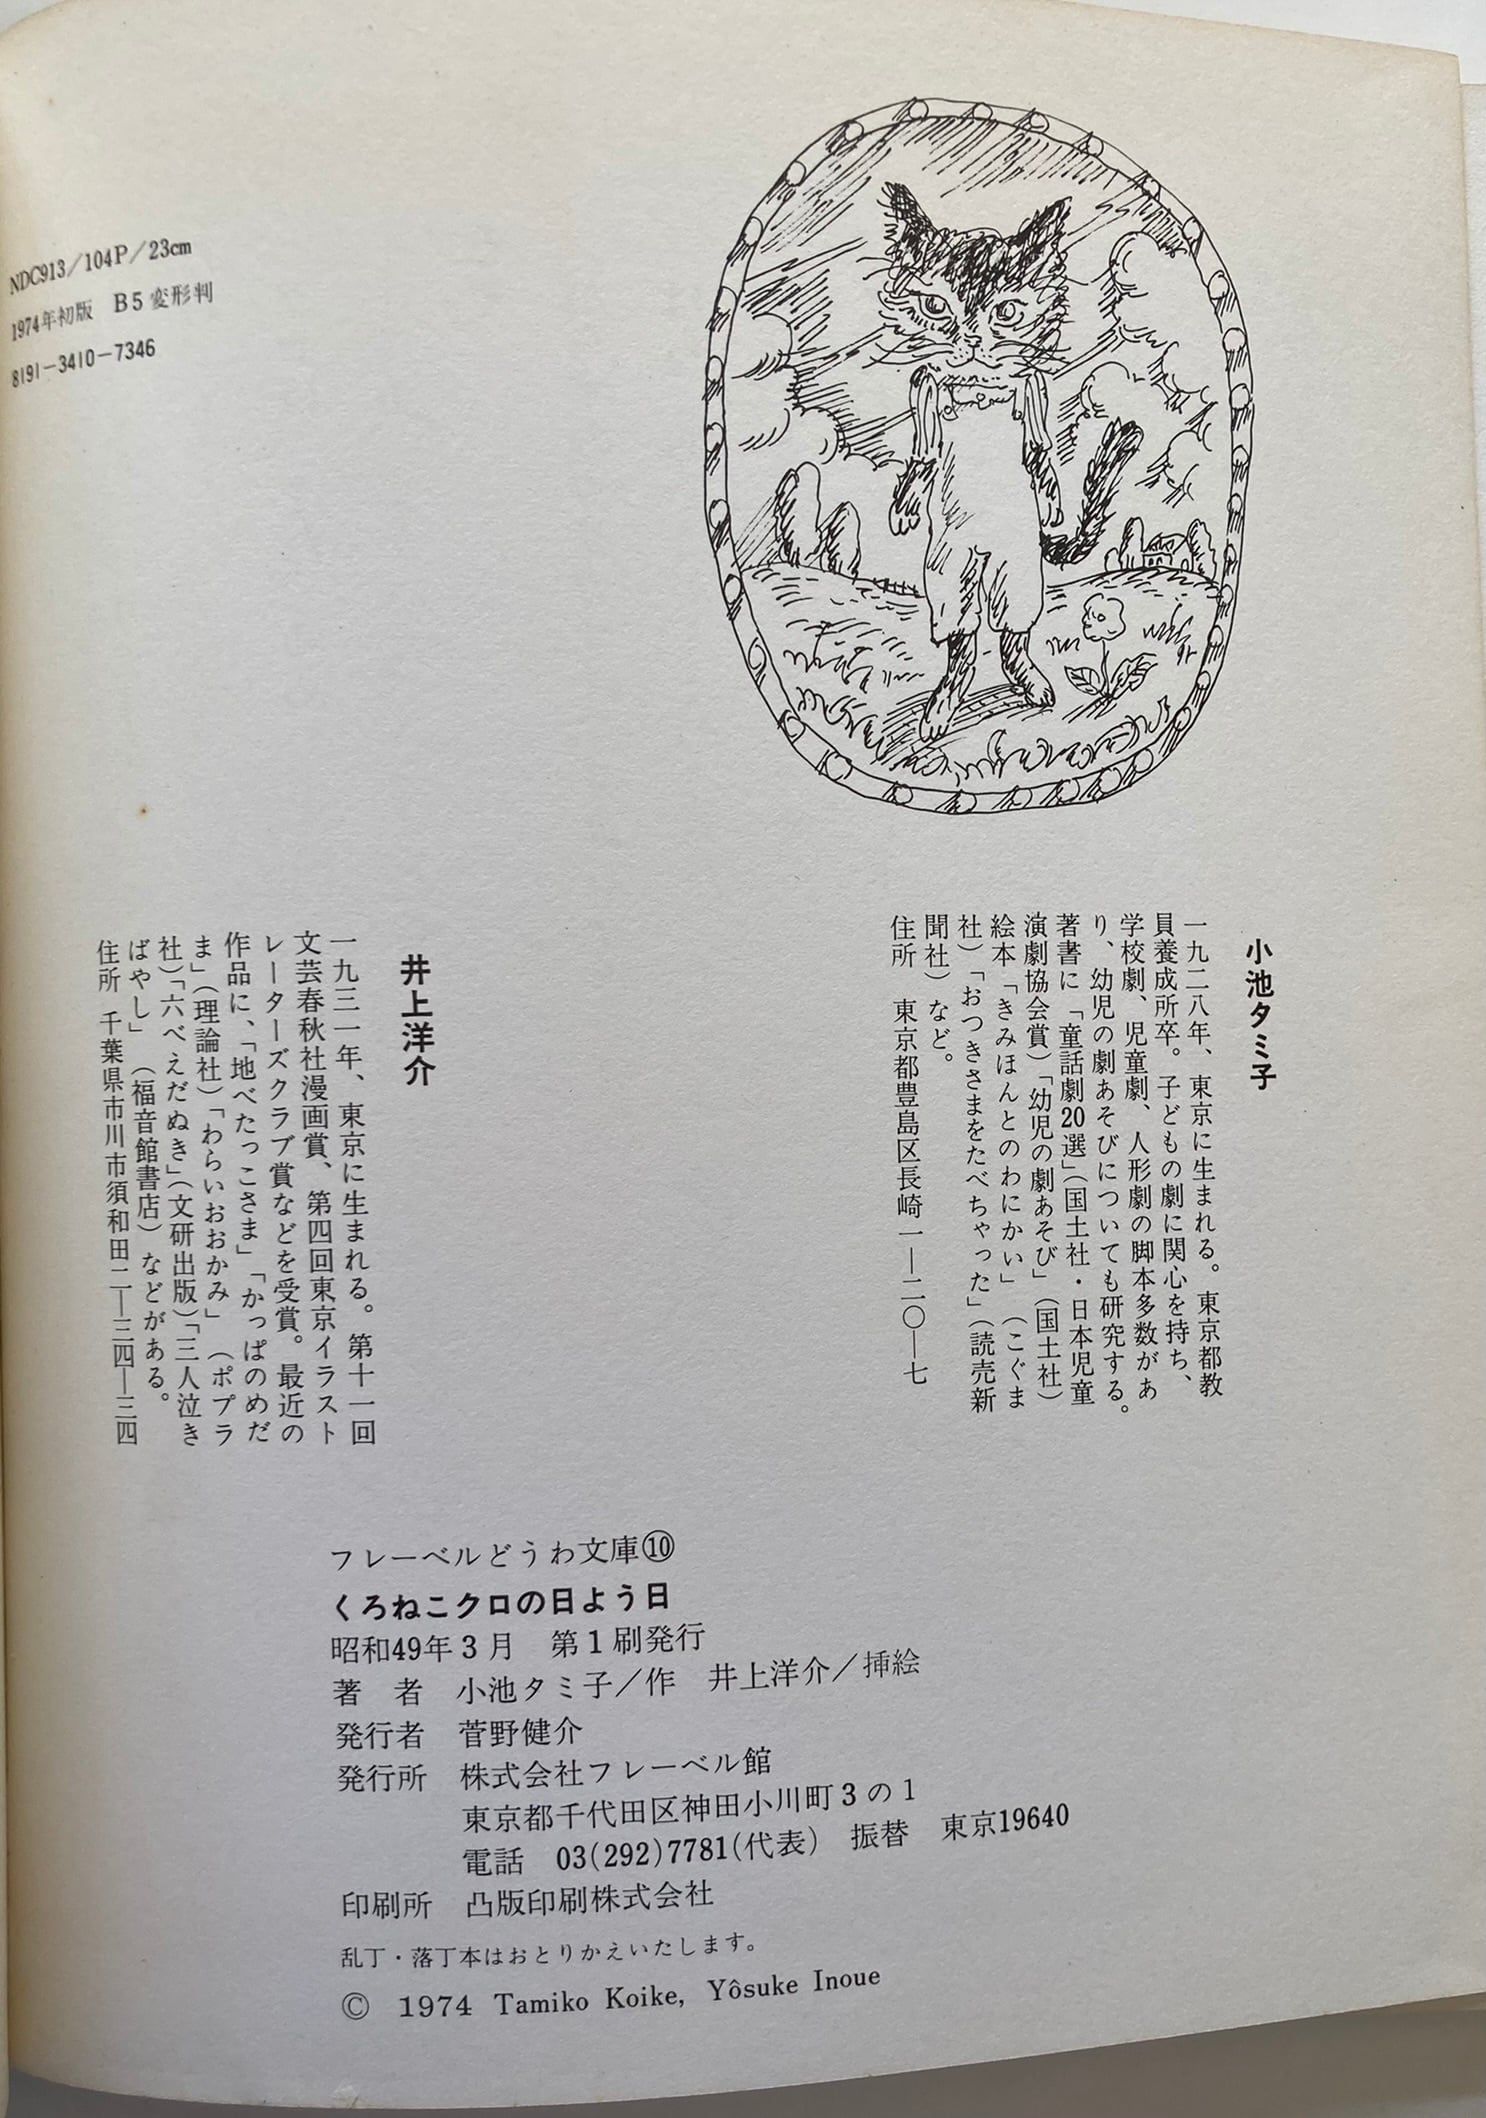 NDC913/104P/23cm
1974年初版 B5変形判
8191-3410-7346
小池タミ子
一九二八年、東京に生まれる。東京都教
員養成所卒。子どもの劇に関心を持ち、
学校劇、児童劇、人形劇の脚本多数があ
り、幼児の劇あそびについても研究する。
著書に「童話劇20選」(国土社・日本児童
演劇協会賞)「幼児の劇あそび」(国土社)
絵本「きみほんとのわにかい」(こぐま
社)「おつきさまをたべちゃった」(読売新
聞社)など。
住所 東京都豊島区長崎一―二〇―七
井上洋介
一九三一年、東京に生まれる。第十一回
文芸春秋社漫画賞、第四回東京イラスト
レーターズクラブ賞などを受賞。最近の
作品に、「地べたっこさま」「かっぱのめだ
ま」(理論社)「わらいおおかみ」(ポプラ
社)「六べえだぬき」(文研出版)「三人泣き
ばやし」(福音館書店)などがある。
住所 千葉県市川市須和田二―三四―三四
フレーベルどうわ文庫⑩
くろねこクロの日よう日
昭和49年3月 第1刷発行
著 者 小池タミ子/作 井上洋介/挿絵
発行者 菅野健介
発行所 株式会社フレーベル館
東京都千代田区神田小川町3の1
電話 03(292)7781(代表) 振替 東京19640
印刷所 凸版印刷株式会社
乱丁・落丁本はおとりかえいたします。
© 1974 Tamiko Koike, Yôsuke Inoue